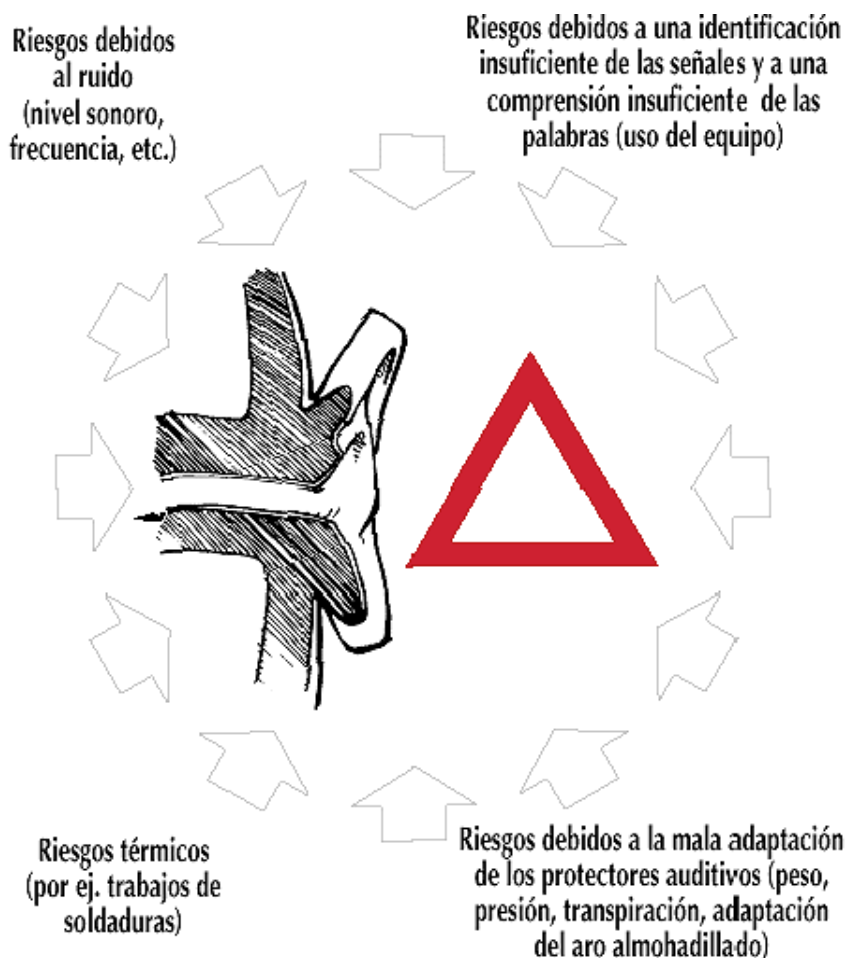 Riesgos debidos
al ruido
(nivel sonoro,
frecuencia, etc.)
Riesgos debidos a una identificación
insuficiente de las señales y a una
comprensión insuficiente de las
palabras (uso del equipo)
Riesgos térmicos
(por ej. trabajos de
soldaduras)
Riesgos debidos a la mala adaptación
de los protectores auditivos (peso,
presión, transpiración, adaptación
del aro almohadillado)